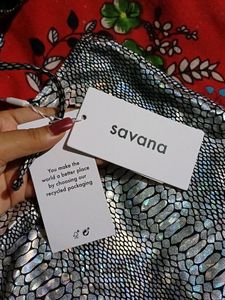 savana
You make the
world a better place
by choosing our
recycled packaging